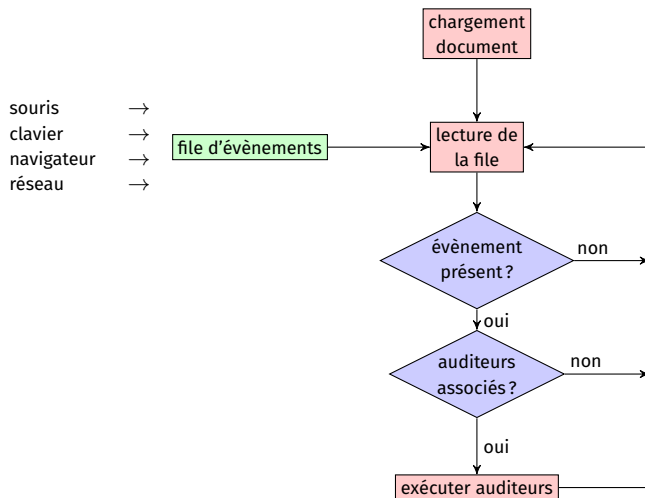 chargement
document
souris →
clavier →
navigateur →
réseau →
file d'évènements
lecture de
la file
évènement
présent ?
non
oui
auditeurs
associés ?
non
oui
exécuter auditeurs